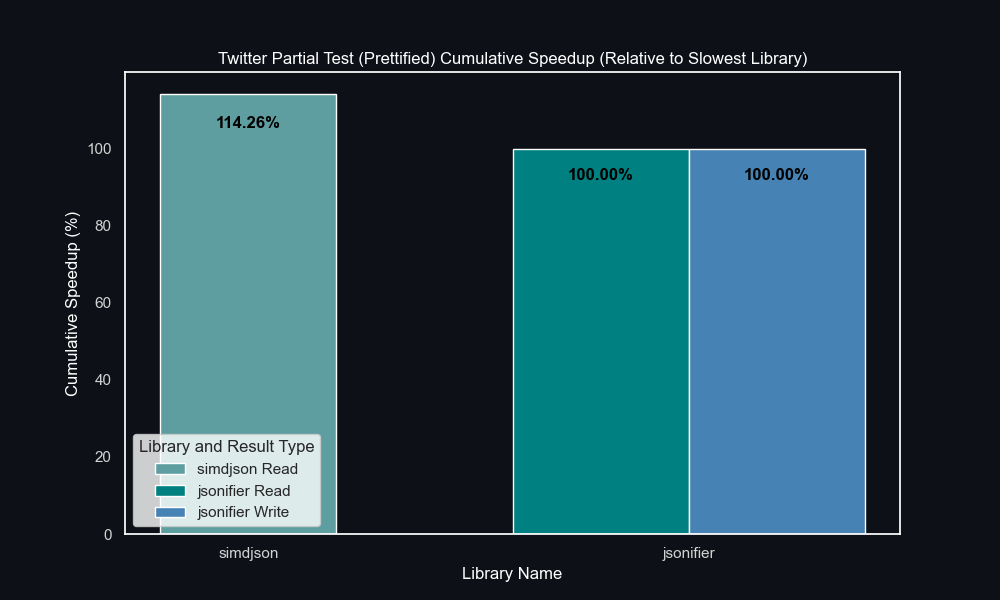 Twitter Partial Test (Prettified) Cumulative Speedup (Relative to Slowest Library)
114.26%
100.00%
100.00%
100
80
60
40
20
0
Cumulative Speedup (%)
Library and Result Type
simdjson Read
jsonifier Read
jsonifier Write
simdjson
jsonifier
Library Name